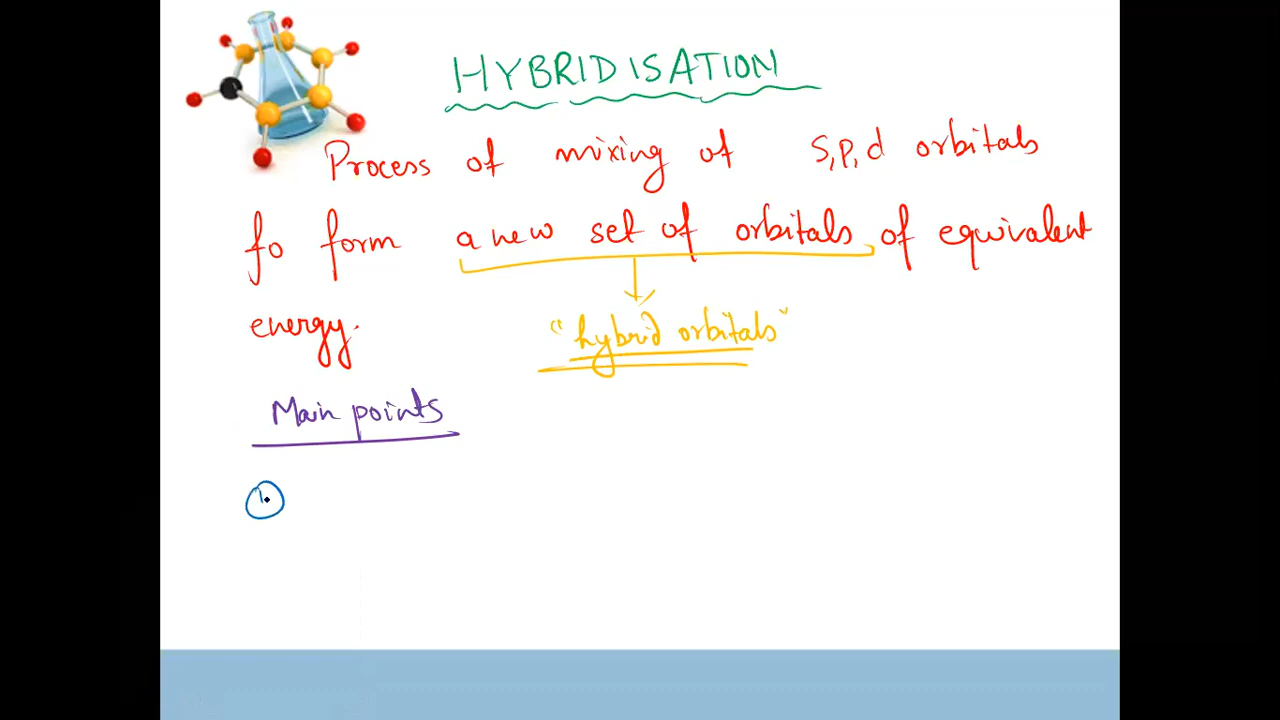 HYBRIDISATION
Process of mixing of s,p,d orbitals
fo form a new set of orbitals of equivalent
energy.
"hybrid orbitals"
Main points
1.